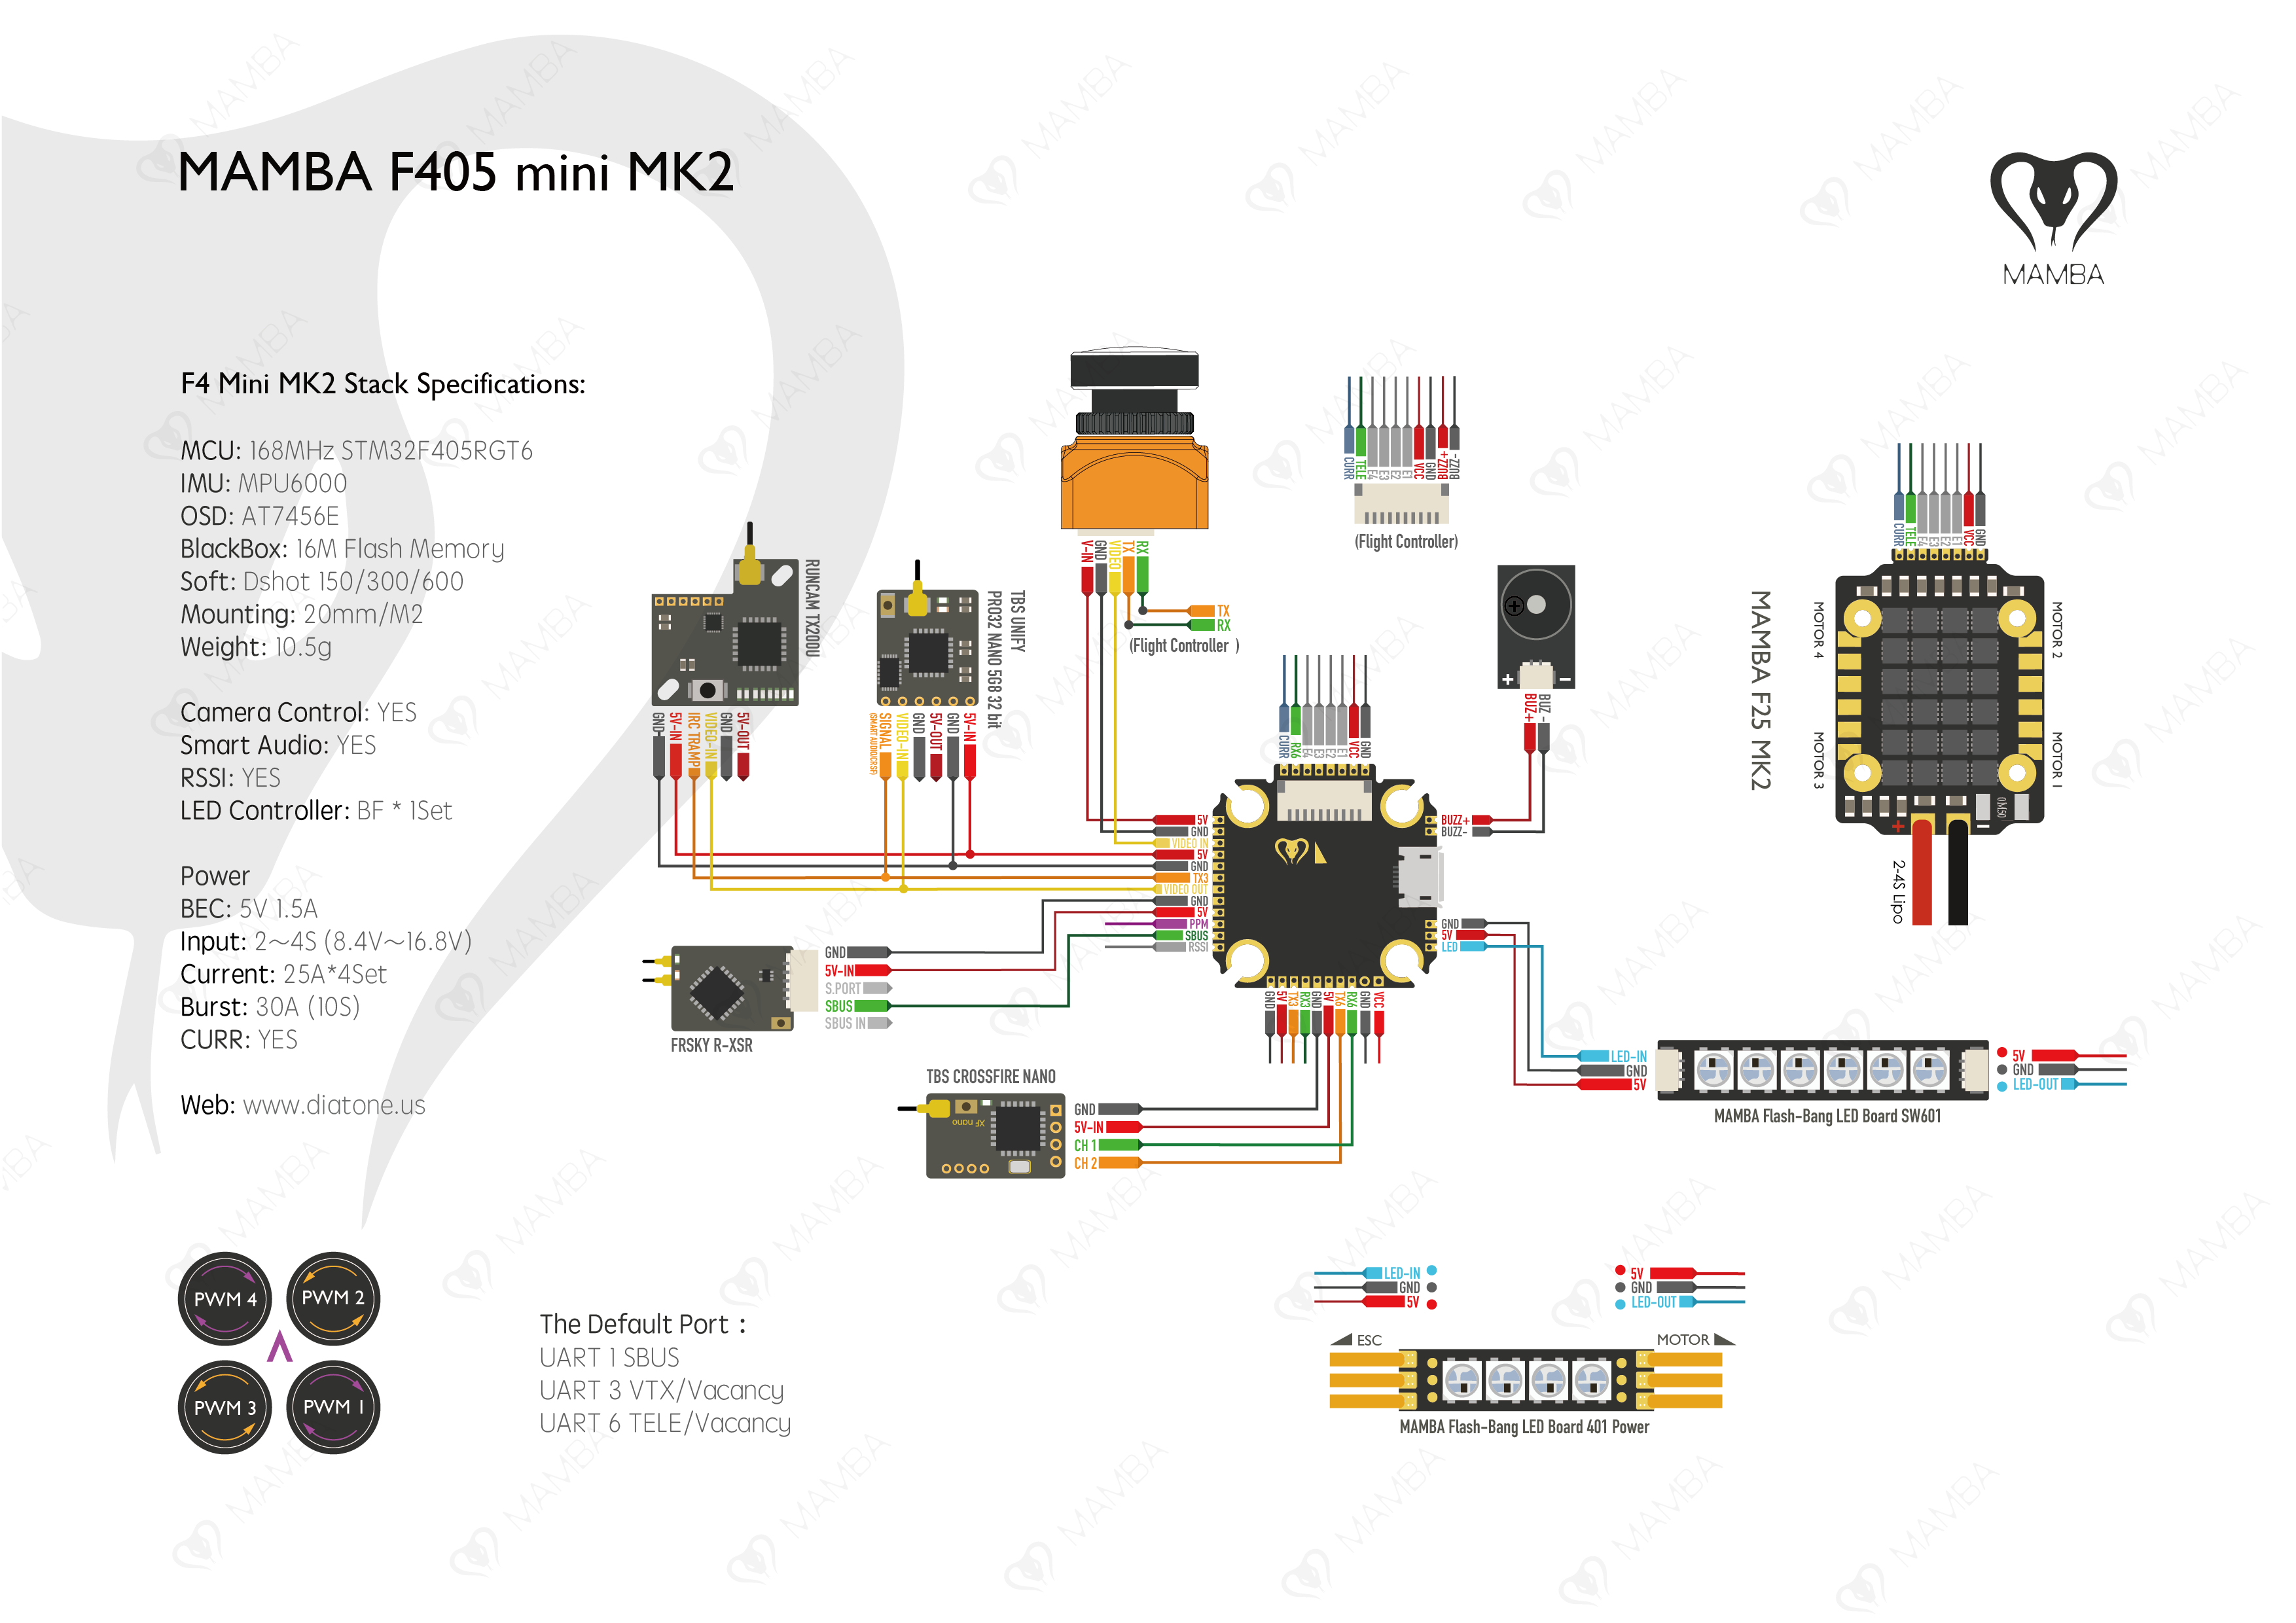 MAMBA F405 mini MK2
MAMBA
F4 Mini MK2 Stack Specifications:
MCU: 168MHz STM32F405RGT6
IMU: MPU6000
OSD: AT7456E
BlackBox: 16M Flash Memory
Soft: Dshot 150/300/600
Mounting: 20mm/M2
Weight: 10.5g
Camera Control: YES
Smart Audio: YES
RSSI: YES
LED Controller: BF * 1Set
Power
BEC: 5V 1.5A
Input: 2~4S (8.4V~16.8V)
Current: 25A*4Set
Burst: 30A (10S)
CURR: YES
Web: www.diatone.us
PWM 4
PWM 2
PWM 3
PWM 1
The Default Port :
UART 1 SBUS
UART 3 VTX/Vacancy
UART 6 TELE/Vacancy
RUNCAM TX200U
GND
5V-IN
IRC TRAMP
VIDEO-IN
GND
5V-OUT
TBS UNIFY
PRO32 NANO 5G8 32 bit
SIGNAL
(SMART AUDIO/CRSF)
VIDEO-IN
GND
5V-OUT
GND
5V-IN
V-IN
GND
VIDEO
TX
RX
TX
RX
(Flight Controller )
CURR
TELE
E4
E3
E2
E1
VCC
GND
BUZZ+
BUZZ-
(Flight Controller)
CURR
RX6
E4
E3
E2
E1
VCC
GND
+
-
BUZ+
BUZ -
5V
GND
VIDEO IN
5V
GND
TX3
VIDEO OUT
GND
5V
PPM
SBUS
RSSI
BUZZ+
BUZZ-
GND
5V
LED
GND
5V
TX3
RX3
GND
5V
TX6
RX6
GND
VCC
GND
5V-IN
S.PORT
SBUS
SBUS IN
FRSKY R-XSR
TBS CROSSFIRE NANO
XF nano
GND
5V-IN
CH 1
CH 2
MAMBA F25 MK2
CURR
TELE
E4
E3
E2
E1
VCC
GND
MOTOR 4
MOTOR 2
MOTOR 3
MOTOR 1
0M50
+
-
2-4S Lipo
LED-IN
GND
5V
5V
GND
LED-OUT
MAMBA Flash-Bang LED Board SW601
LED-IN
GND
5V
5V
GND
LED-OUT
ESC
MOTOR
MAMBA Flash-Bang LED Board 401 Power